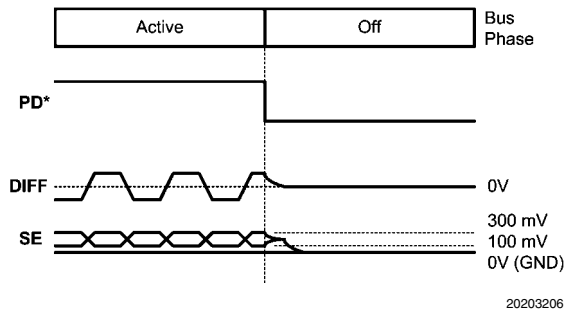 Active
Off
Bus
Phase
PD*
DIFF
0V
SE
300 mV
100 mV
0V (GND)
20203206